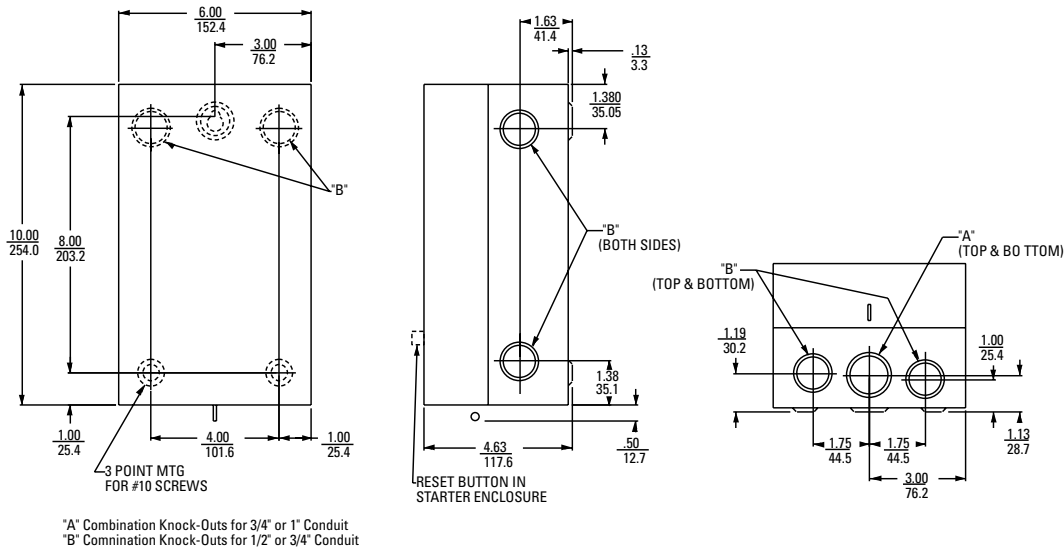 6.00
152.4
3.00
76.2
10.00
254.0
8.00
203.2
"B"
1.00
25.4
4.00
101.6
1.00
25.4
3 POINT MTG
FOR #10 SCREWS
1.63
41.4
.13
3.3
1.380
35.05
"B"
(BOTH SIDES)
1.38
35.1
.50
12.7
4.63
117.6
RESET BUTTON IN
STARTER ENCLOSURE
"A"
(TOP & BO TTOM)
"B"
(TOP & BOTTOM)
1.19
30.2
1.00
25.4
1.75
44.5
1.75
44.5
1.13
28.7
3.00
76.2
"A" Combination Knock-Outs for 3/4" or 1" Conduit
"B" Comnination Knock-Outs for 1/2" or 3/4" Conduit